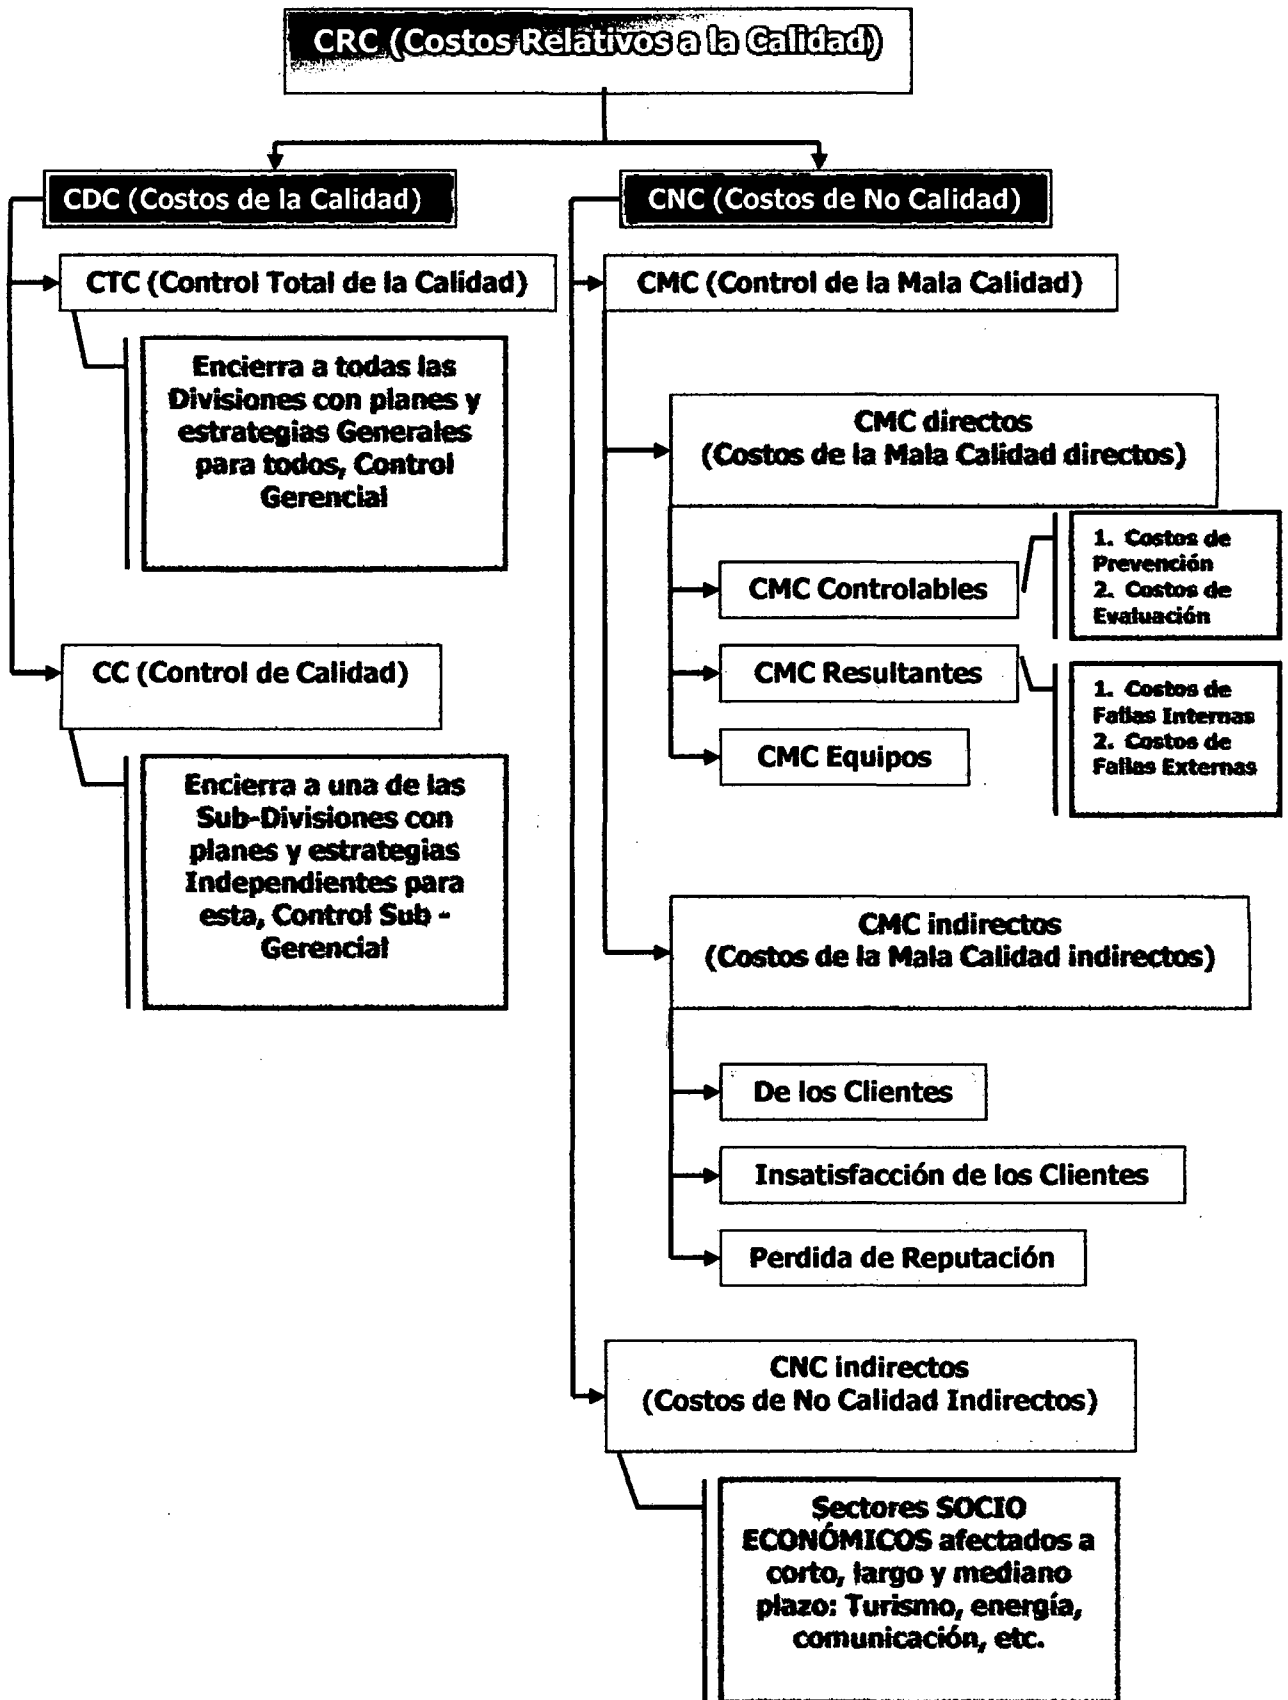 CRC (Costos Relativos a la Calidad)
CDC (Costos de la Calidad)
CTC (Control Total de la Calidad)
Encierra a todas las
Divisiones con planes y
estrategias Generales
para todos, Control
Gerencial
CC (Control de Calidad)
Encierra a una de las
Sub-Divisiones con
planes y estrategias
Independientes para
esta, Control Sub -
Gerencial
CNC (Costos de No Calidad)
CMC (Control de la Mala Calidad)
CMC directos
(Costos de la Mala Calidad directos)
CMC Controlables
1. Costos de
Prevención
2. Costos de
Evaluación
CMC Resultantes
1. Costos de
Fallas Internas
2. Costos de
Fallas Externas
CMC Equipos
CMC indirectos
(Costos de la Mala Calidad indirectos)
De los Clientes
Insatisfacción de los Clientes
Perdida de Reputación
CNC indirectos
(Costos de No Calidad Indirectos)
Sectores SOCIO
ECONÓMICOS afectados a
corto, largo y mediano
plazo: Turismo, energía,
comunicación, etc.